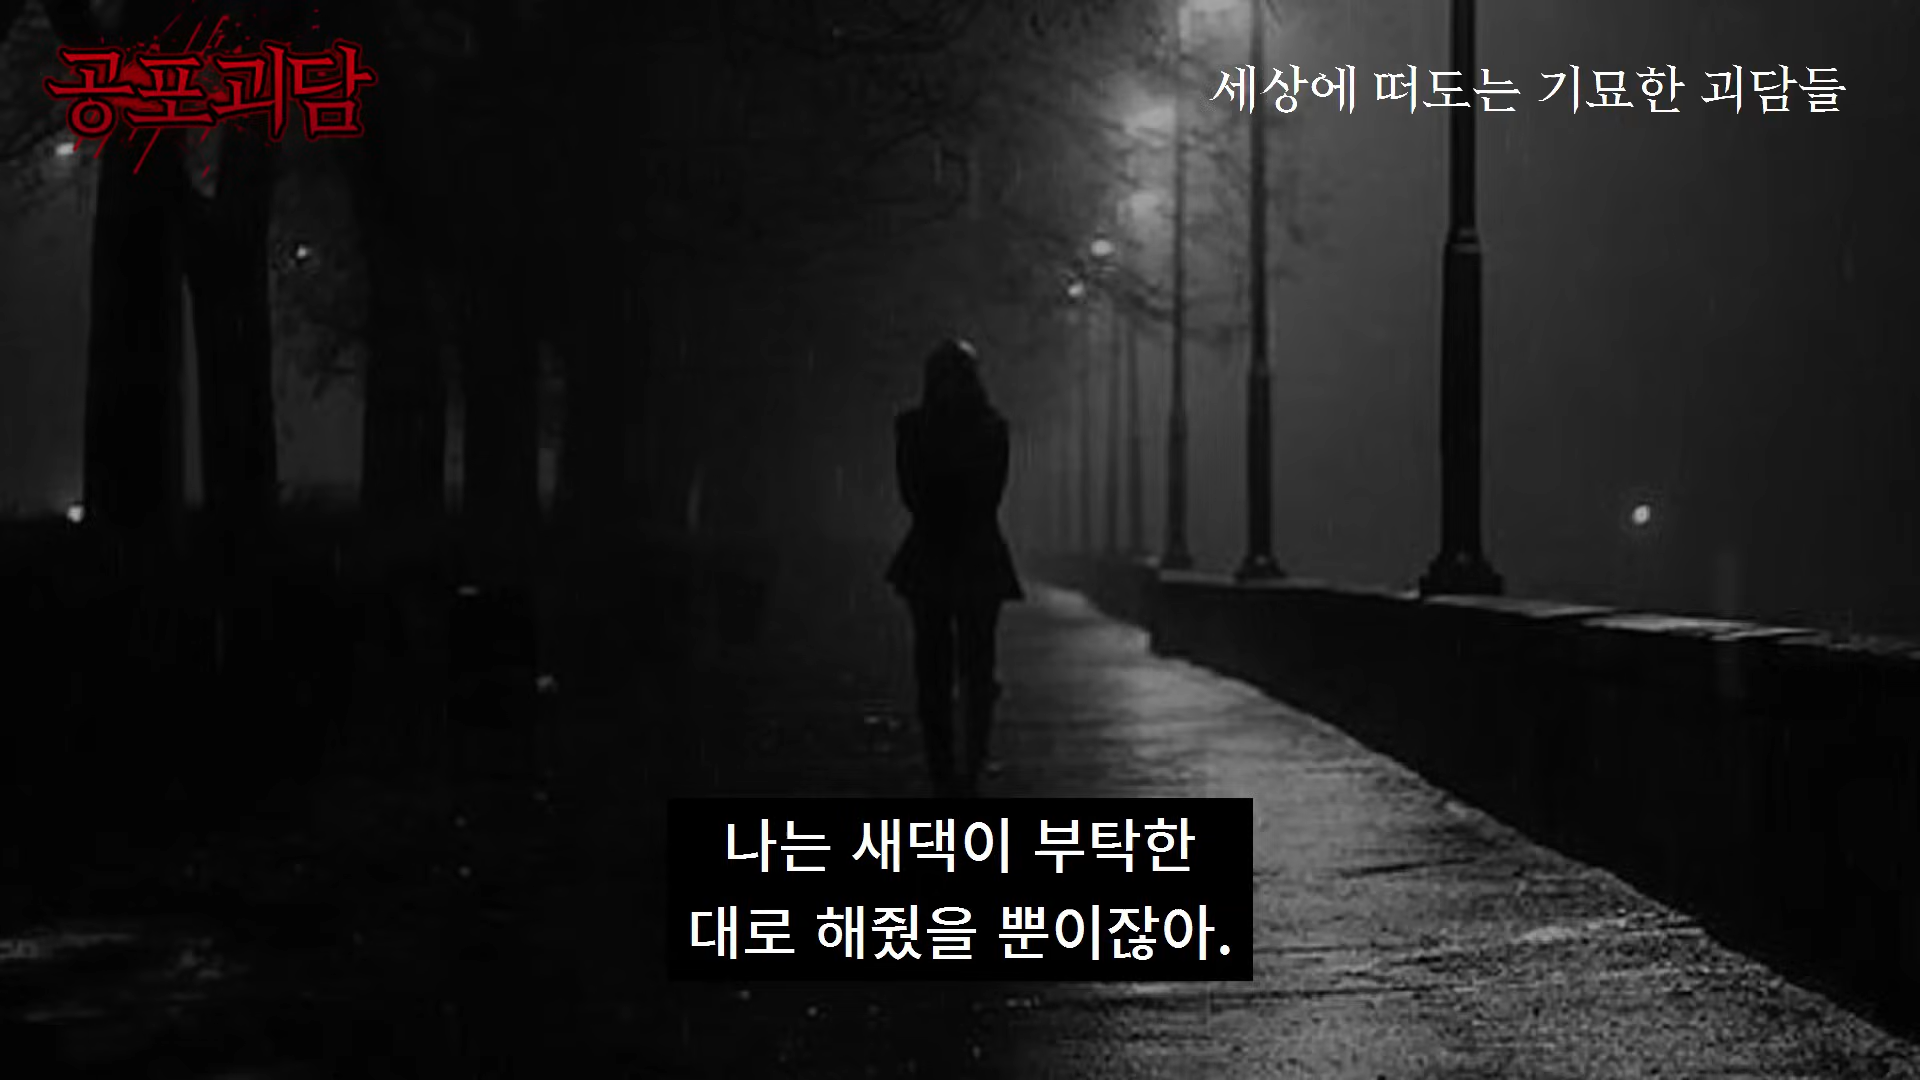 공포괴담
세상에 떠도는 기묘한 괴담들
나는 새댁이 부탁한
대로 해줬을 뿐이잖아.